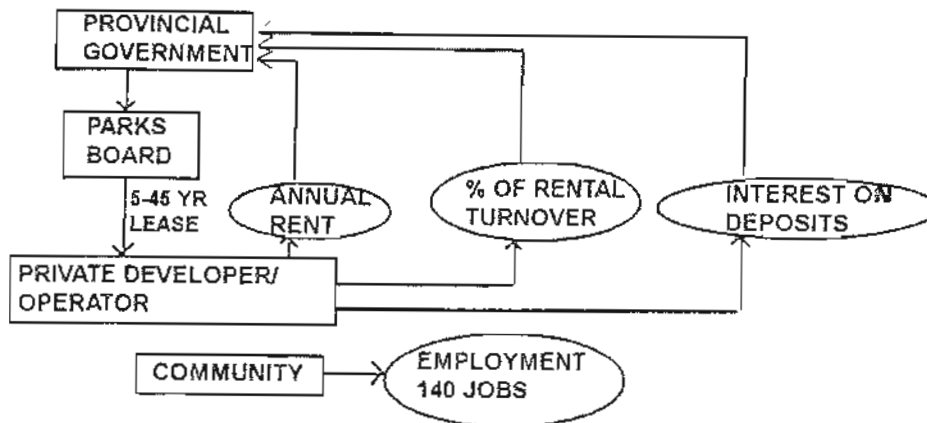 PROVINCIAL
GOVERNMENT
PARKS
BOARD
5-45 YR
LEASE
ANNUAL
RENT
% OF RENTAL
TURNOVER
INTEREST ON
DEPOSITS
PRIVATE DEVELOPER/
OPERATOR
COMMUNITY
EMPLOYMENT
140 JOBS